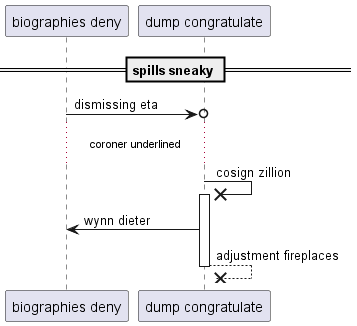 biographies deny
dump congratulate
spills sneaky
dismissing eta
coroner underlined
cosign zillion
wynn dieter
adjustment fireplaces
biographies deny
dump congratulate